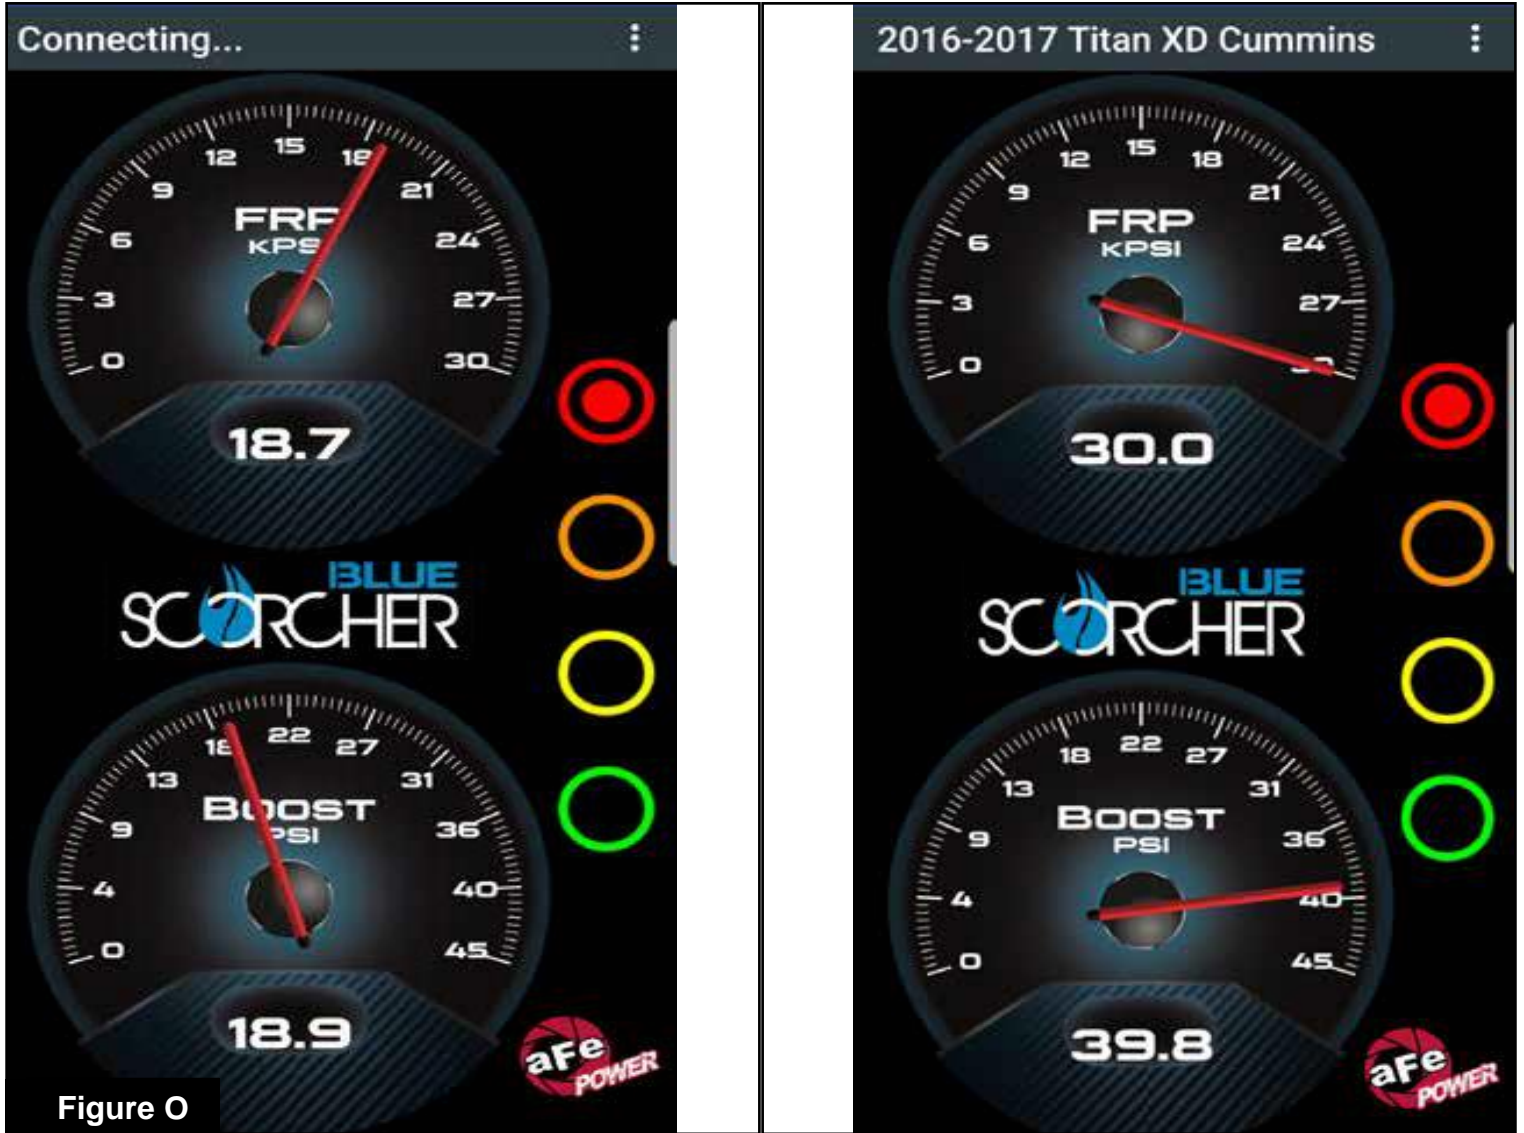 Connecting...
12
15
18
9
21
FRP
KPSI
6
24
3
27
0
30
18.7
BLUE
SCORCHER
18
22
27
13
31
BOOST
PSI
9
36
4
40
0
45
18.9
aFe
POWER
Figure O
2016-2017 Titan XD Cummins
12
15
18
9
21
FRP
KPSI
6
24
3
27
0
30.0
BLUE
SCORCHER
18
22
27
13
31
BOOST
PSI
9
36
4
40
0
45
39.8
aFe
POWER